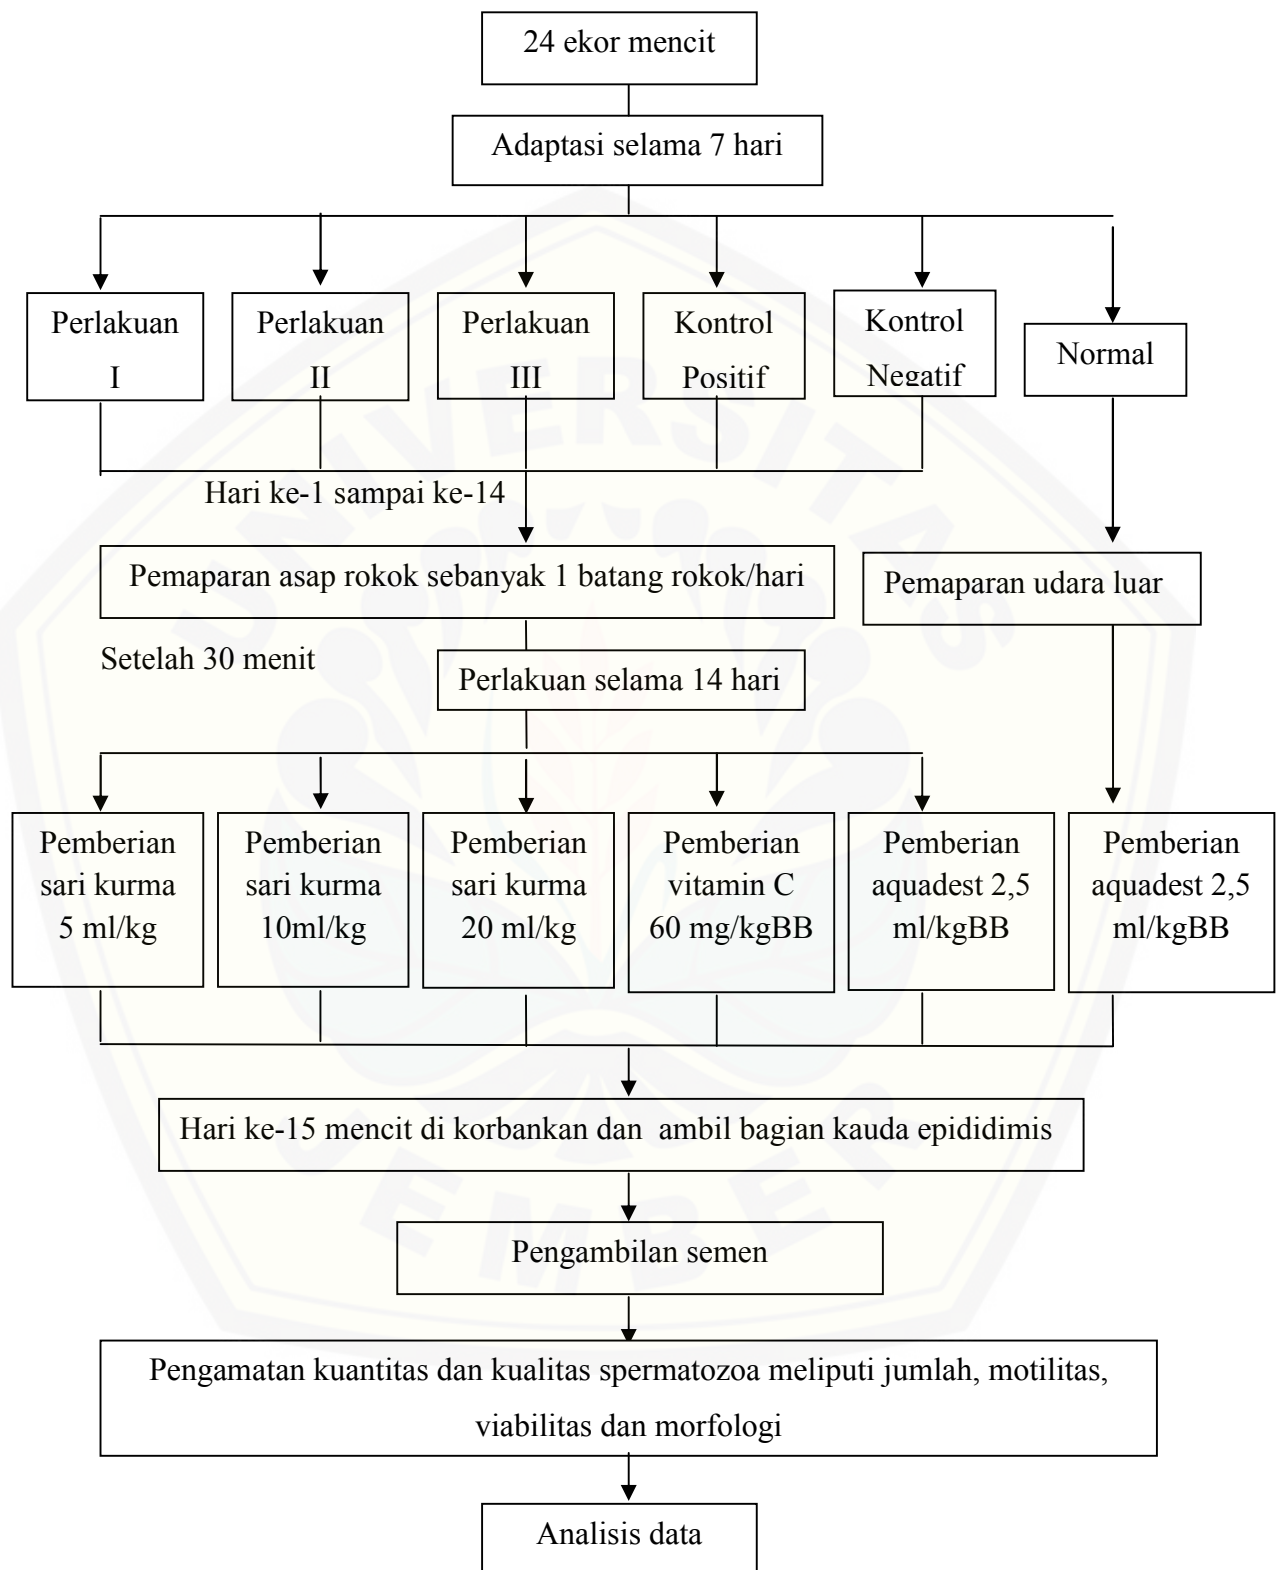 24 ekor mencit
Adaptasi selama 7 hari
Perlakuan
I
Perlakuan
II
Perlakuan
III
Kontrol
Positif
Kontrol
Negatif
Normal
Hari ke-1 sampai ke-14
Pemaparan asap rokok sebanyak 1 batang rokok/hari
Pemaparan udara luar
Setelah 30 menit
Perlakuan selama 14 hari
Pemberian
sari kurma
5 ml/kg
Pemberian
sari kurma
10ml/kg
Pemberian
sari kurma
20 ml/kg
Pemberian
vitamin C
60 mg/kgBB
Pemberian
aquadest 2,5
ml/kgBB
Pemberian
aquadest 2,5
ml/kgBB
Hari ke-15 mencit di korbankan dan  ambil bagian kauda epididimis
Pengambilan semen
Pengamatan kuantitas dan kualitas spermatozoa meliputi jumlah, motilitas,
viabilitas dan morfologi
Analisis data
UNIVERSITAS
JEMBER